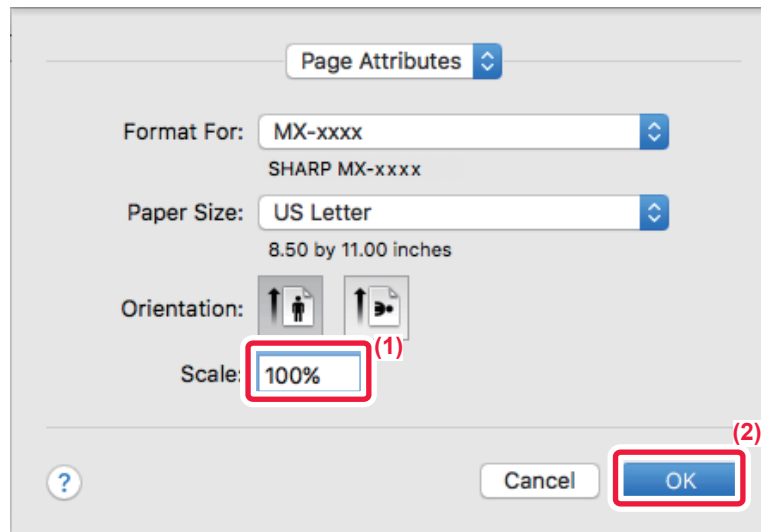 Page Attributes
Format For: MX-xxxx
SHARP MX-xxxx
Paper Size: US Letter
8.50 by 11.00 inches
Orientation:
(1)
Scale: 100%
(2)
? Cancel OK